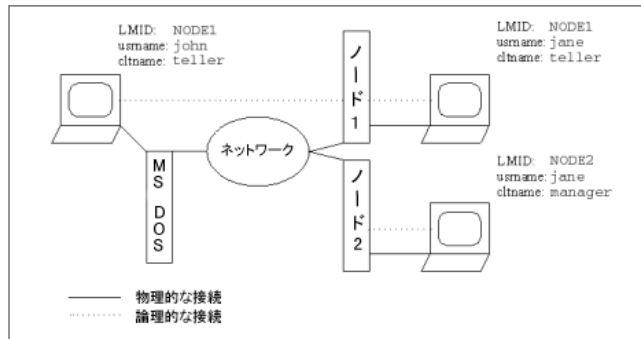 LMID: NODE1
usrname: john
cltname: teller
LMID: NODE1
usrname: jane
cltname: teller
ノード1
ネットワーク
MS DOS
ノード2
LMID: NODE2
usrname: jane
cltname: manager
物理的な接続
論理的な接続